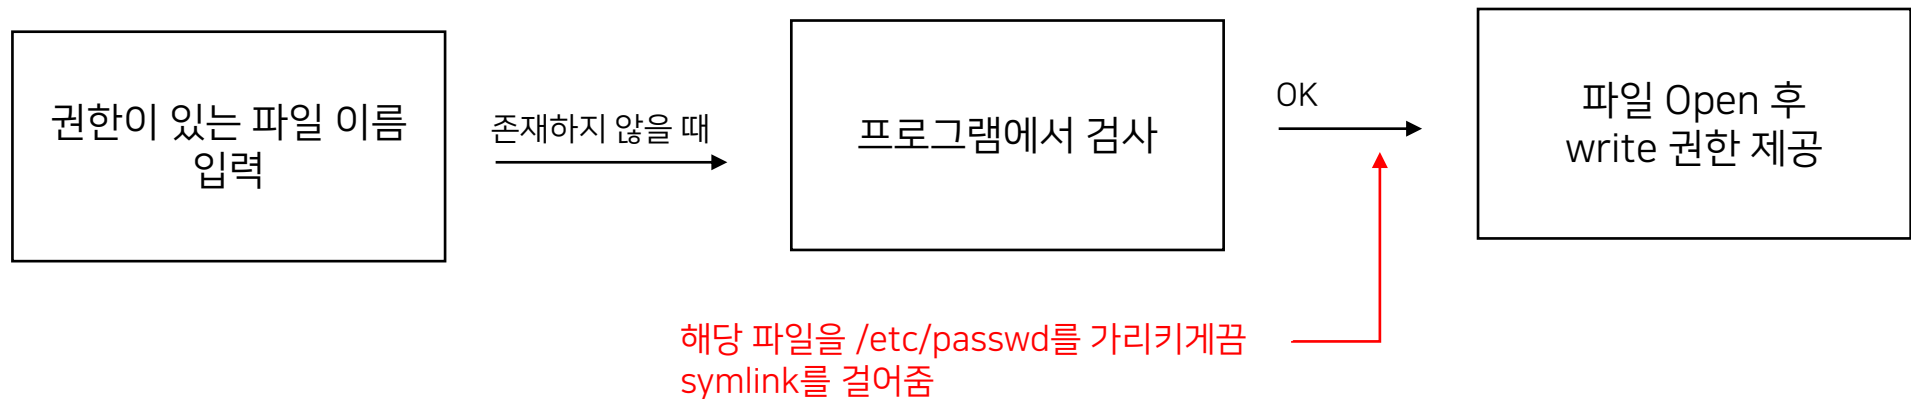 권한이 있는 파일 이름
입력
존재하지 않을 때
프로그램에서 검사
OK
파일 Open 후
write 권한 제공
해당 파일을 /etc/passwd를 가리키게끔
symlink를 걸어줌